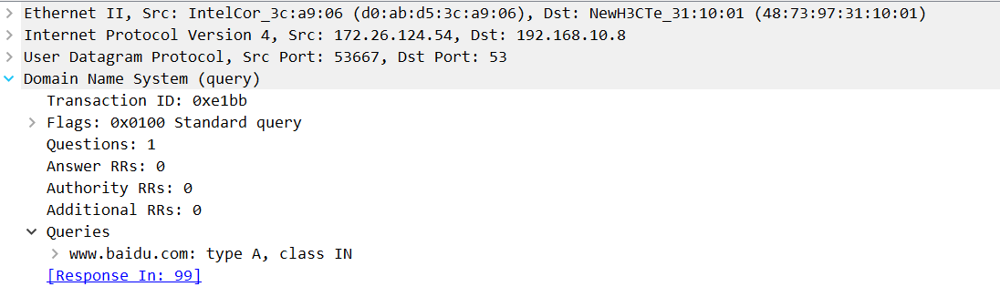 Ethernet II, Src: IntelCor_3c:a9:06 (d0:ab:d5:3c:a9:06), Dst: NewH3CTe_31:10:01 (48:73:97:31:10:01)
Internet Protocol Version 4, Src: 172.26.124.54, Dst: 192.168.10.8
User Datagram Protocol, Src Port: 53667, Dst Port: 53
Domain Name System (query)
Transaction ID: 0xe1bb
Flags: 0x0100 Standard query
Questions: 1
Answer RRs: 0
Authority RRs: 0
Additional RRs: 0
Queries
www.baidu.com: type A, class IN
[Response In: 99]